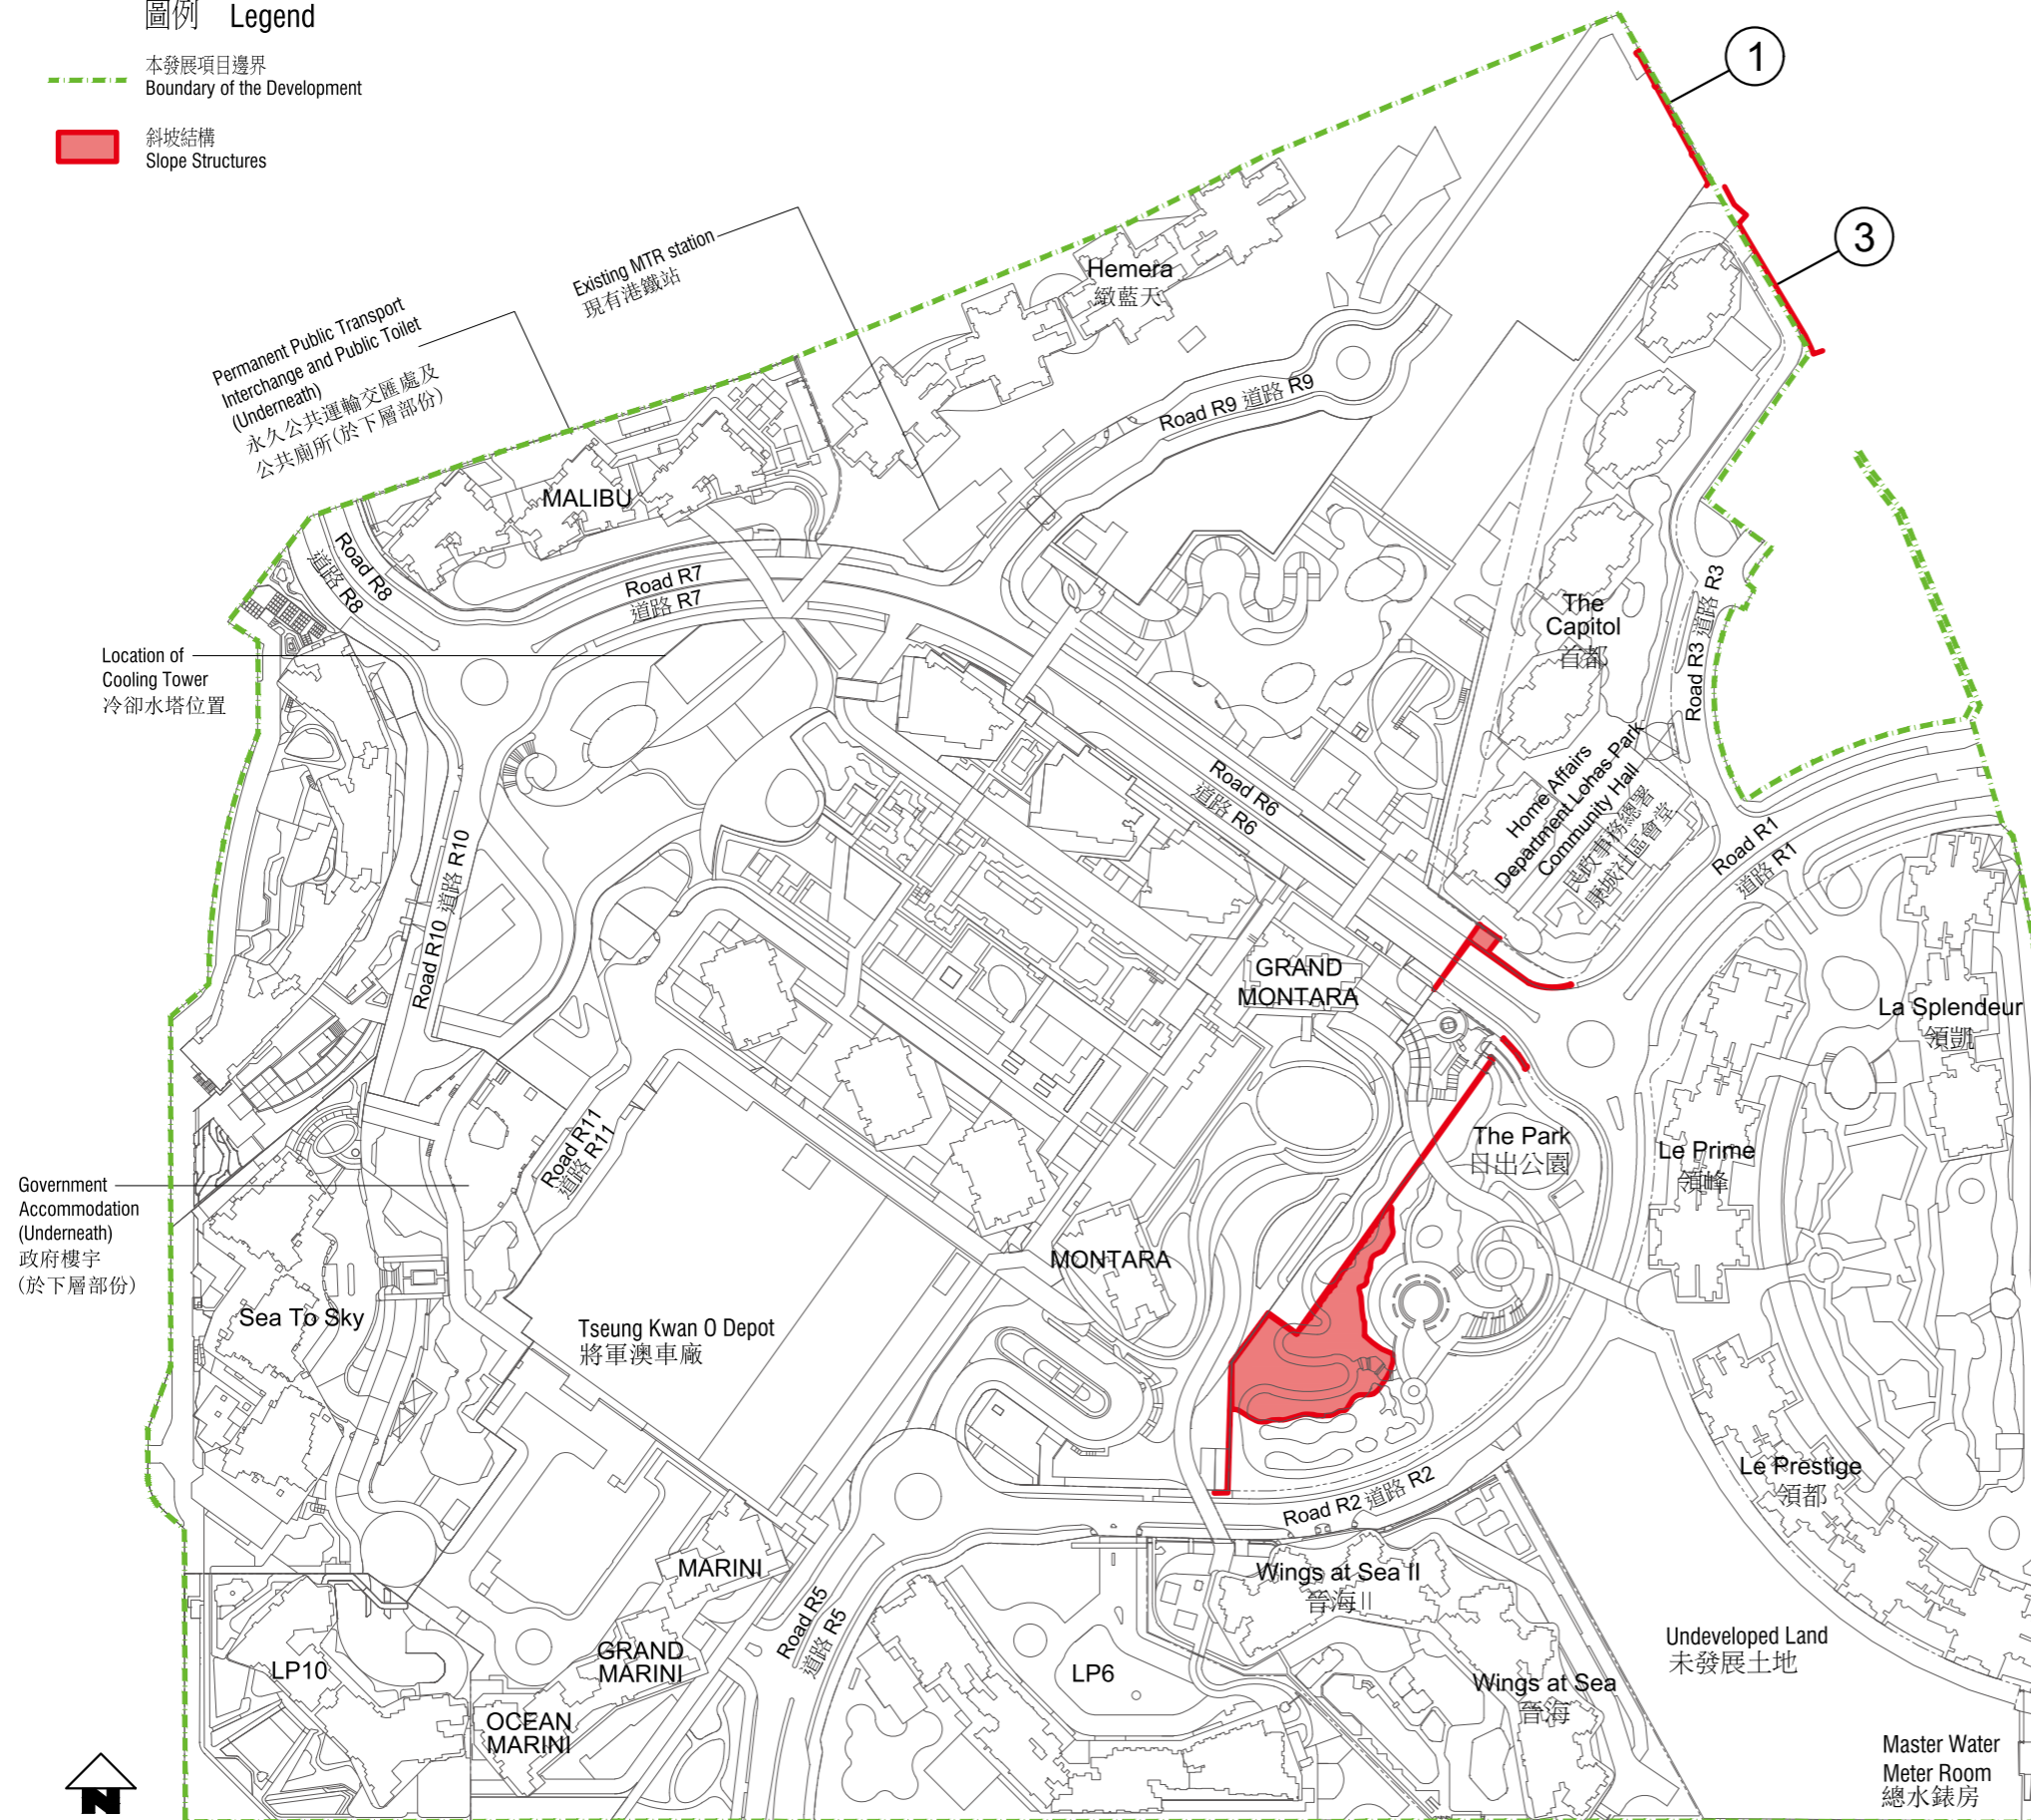 圖例 Legend
本發展項目邊界
Boundary of the Development
斜坡結構
Slope Structures
1
3
Existing MTR station
現有港鐵站
Permanent Public Transport
Interchange and Public Toilet
(Underneath)
永久公共運輸交匯處及
公共廁所(於下層部份)
Hemera
緻藍天
Road R9 道路 R9
MALIBU
Road R8
道路 R8
Road R7
道路 R7
The
Capitol
首都
Road R3 道路 R3
Location of
Cooling Tower
冷卻水塔位置
Home Affairs
Department Lohas Park
Community Hall
民政事務總署
康城社區會堂
Road R6
道路 R6
Road R1
道路 R1
Road R10 道路 R10
GRAND
MONTARA
La Splendeur
領凱
Road R11
道路 R11
The Park
日出公園
Le Prime
領峰
Government
Accommodation
(Underneath)
政府樓宇
(於下層部份)
MONTARA
Sea To Sky
Tseung Kwan O Depot
將軍澳車廠
Le Prestige
領都
Road R2 道路 R2
MARINI
Wings at Sea II
晉海II
Road R5
道路 R5
GRAND
MARINI
LP10
LP6
Undeveloped Land
未發展土地
Wings at Sea
晉海
OCEAN
MARINI
Master Water
Meter Room
總水錶房
N